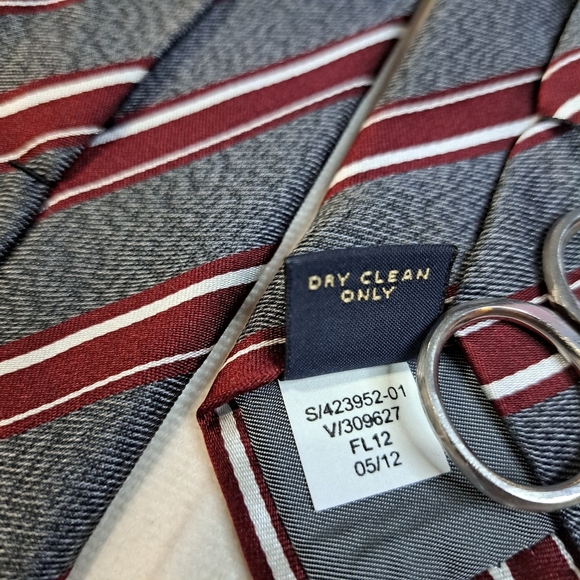 DRY CLEAN
ONLY
S/423952-01
V/309627
FL12
05/12